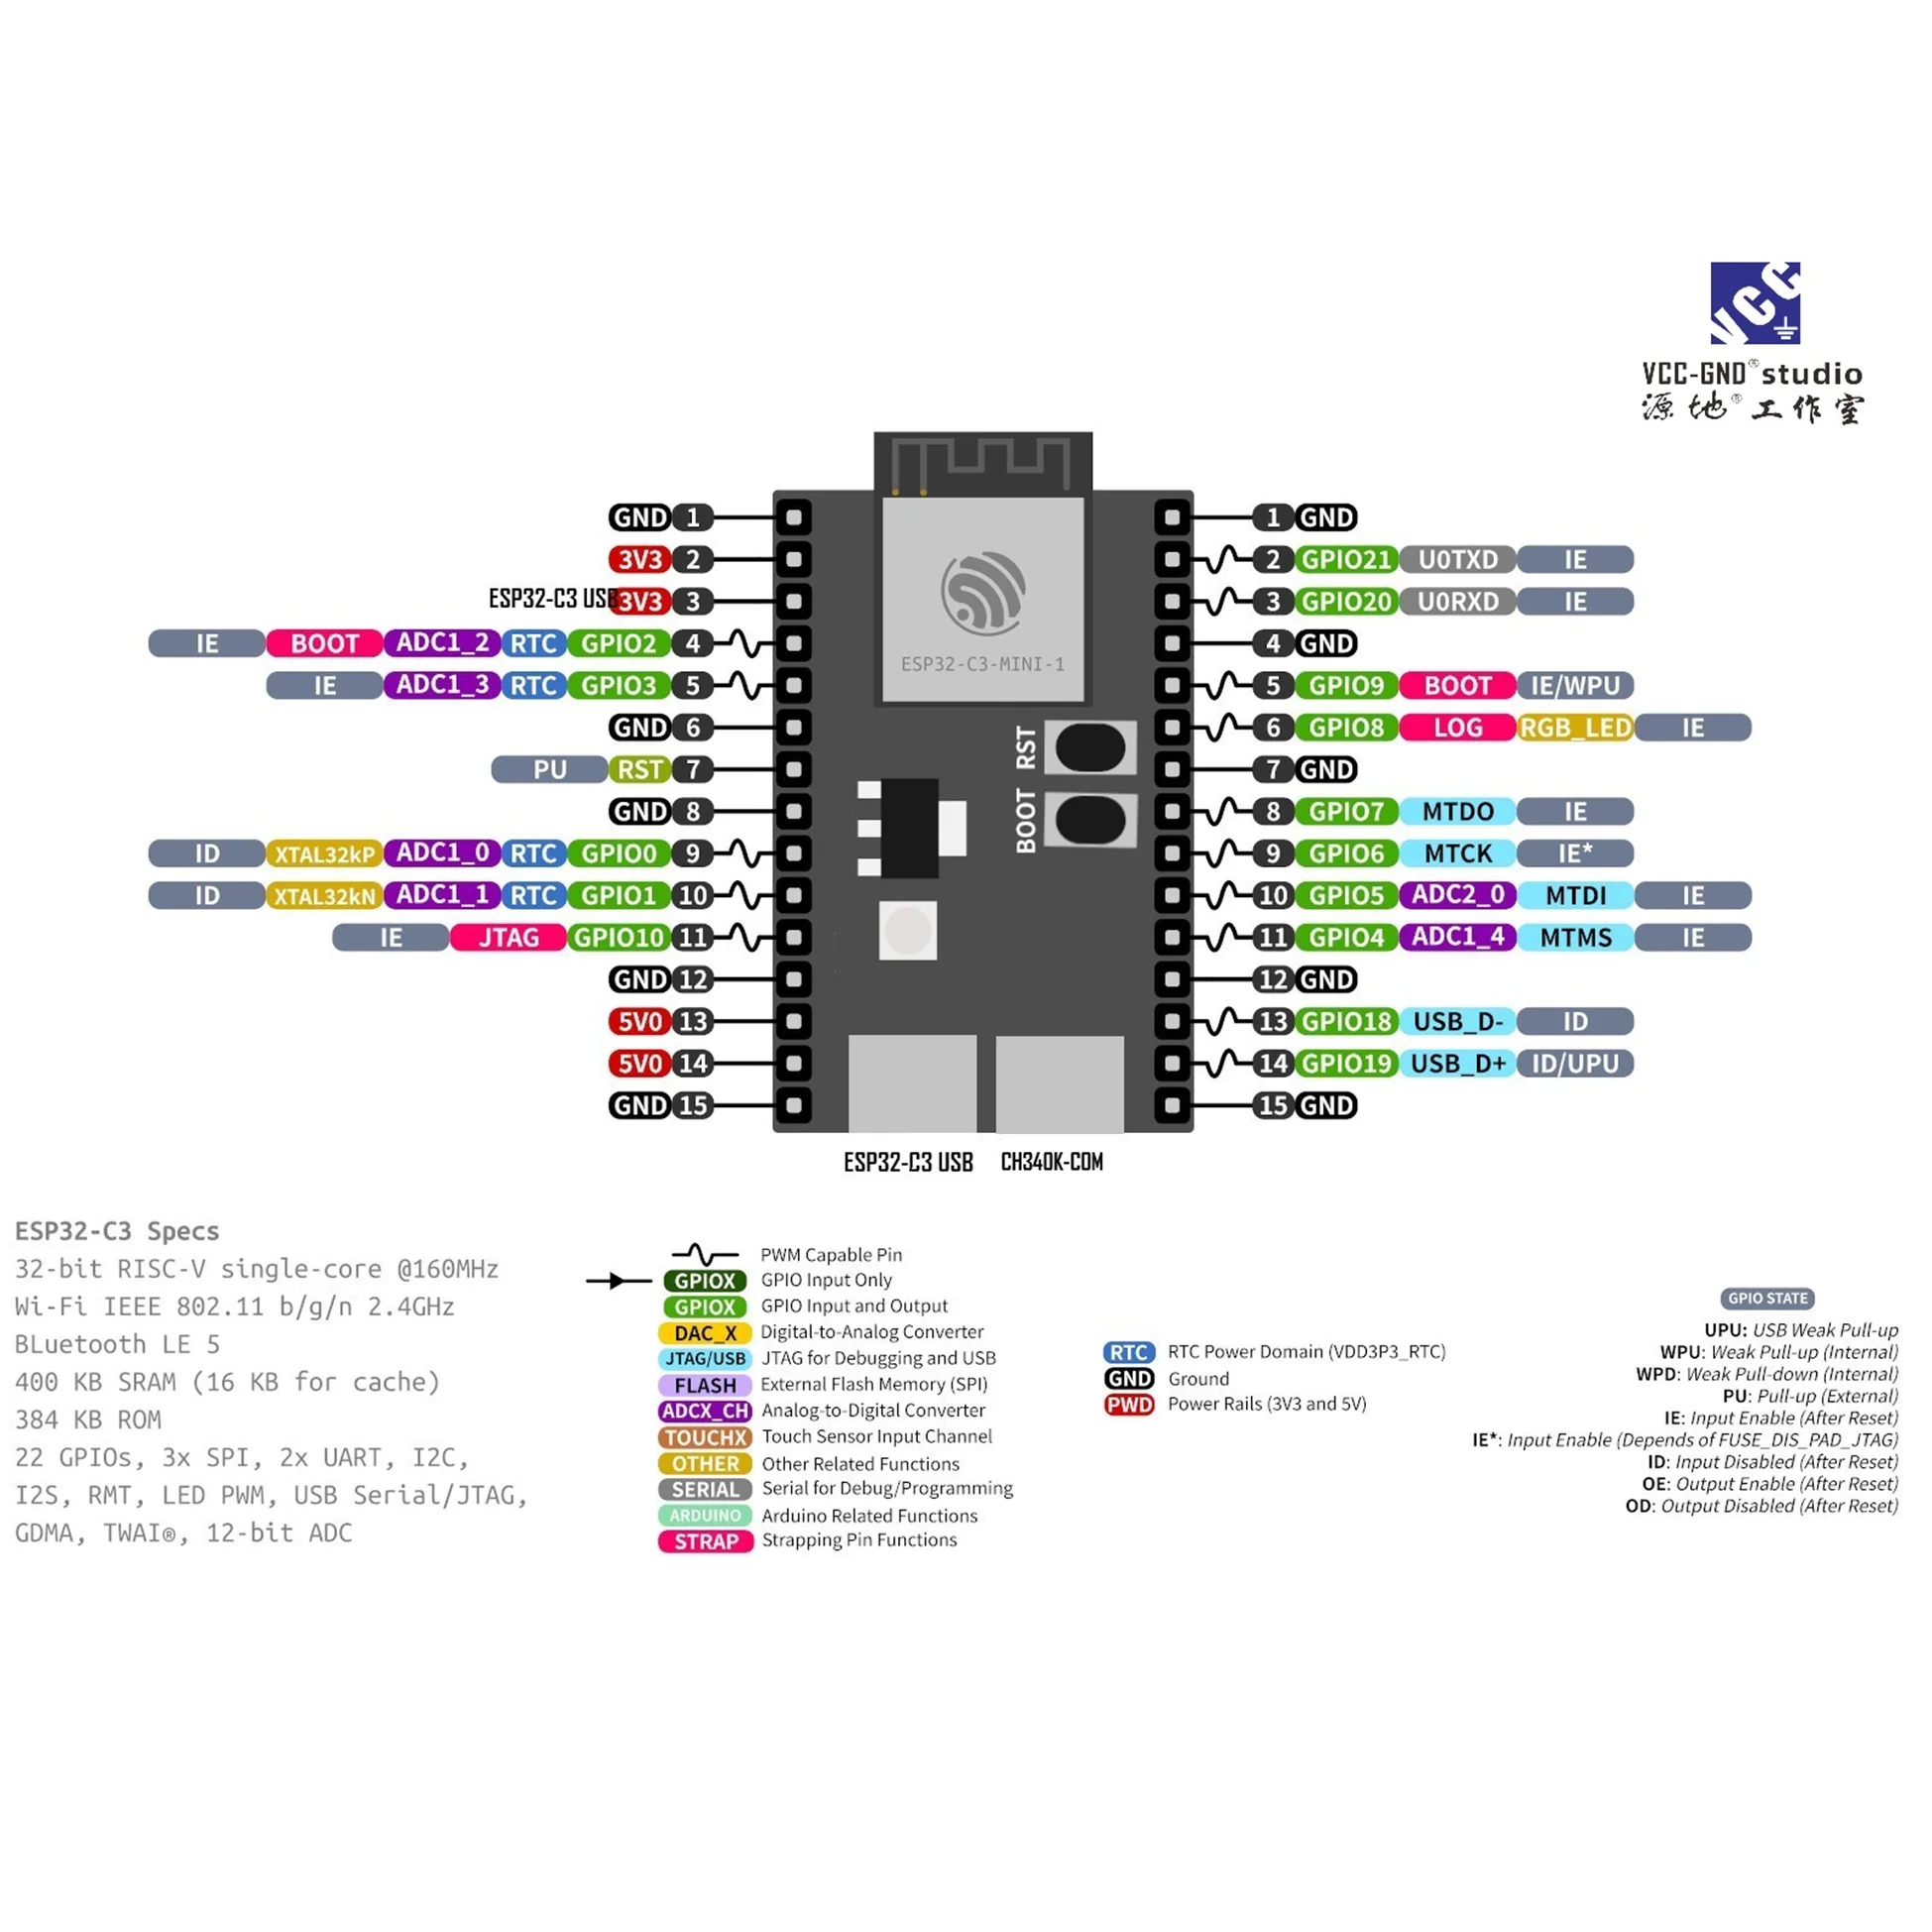 VCC
VCC-GND® studio
源地® 工作室
GND 1
3V3 2
ESP32-C3 USB 3V3 3
IE BOOT ADC1_2 RTC GPIO2 4
IE ADC1_3 RTC GPIO3 5
GND 6
PU RST 7
GND 8
ID XTAL32kP ADC1_0 RTC GPIO0 9
ID XTAL32kN ADC1_1 RTC GPIO1 10
IE JTAG GPIO10 11
GND 12
5V0 13
5V0 14
GND 15
ESP32-C3-MINI-1
RST
BOOT
1 GND
2 GPIO21 U0TXD IE
3 GPIO20 U0RXD IE
4 GND
5 GPIO9 BOOT IE/WPU
6 GPIO8 LOG RGB_LED IE
7 GND
8 GPIO7 MTDO IE
9 GPIO6 MTCK IE*
10 GPIO5 ADC2_0 MTDI IE
11 GPIO4 ADC1_4 MTMS IE
12 GND
13 GPIO18 USB_D- ID
14 GPIO19 USB_D+ ID/UPU
15 GND
ESP32-C3 USB CH340K-COM
ESP32-C3 Specs
32-bit RISC-V single-core @160MHz
Wi-Fi IEEE 802.11 b/g/n 2.4GHz
BLuetooth LE 5
400 KB SRAM (16 KB for cache)
384 KB ROM
22 GPIOs, 3x SPI, 2x UART, I2C,
I2S, RMT, LED PWM, USB Serial/JTAG,
GDMA, TWAI®, 12-bit ADC
PWM Capable Pin
GPIOX GPIO Input Only
GPIOX GPIO Input and Output
DAC_X Digital-to-Analog Converter
JTAG/USB JTAG for Debugging and USB
FLASH External Flash Memory (SPI)
ADCX_CH Analog-to-Digital Converter
TOUCHX Touch Sensor Input Channel
OTHER Other Related Functions
SERIAL Serial for Debug/Programming
ARDUINO Arduino Related Functions
STRAP Strapping Pin Functions
RTC RTC Power Domain (VDD3P3_RTC)
GND Ground
PWD Power Rails (3V3 and 5V)
GPIO STATE
UPU: USB Weak Pull-up
WPU: Weak Pull-up (Internal)
WPD: Weak Pull-down (Internal)
PU: Pull-up (External)
IE: Input Enable (After Reset)
IE*: Input Enable (Depends of FUSE_DIS_PAD_JTAG)
ID: Input Disabled (After Reset)
OE: Output Enable (After Reset)
OD: Output Disabled (After Reset)